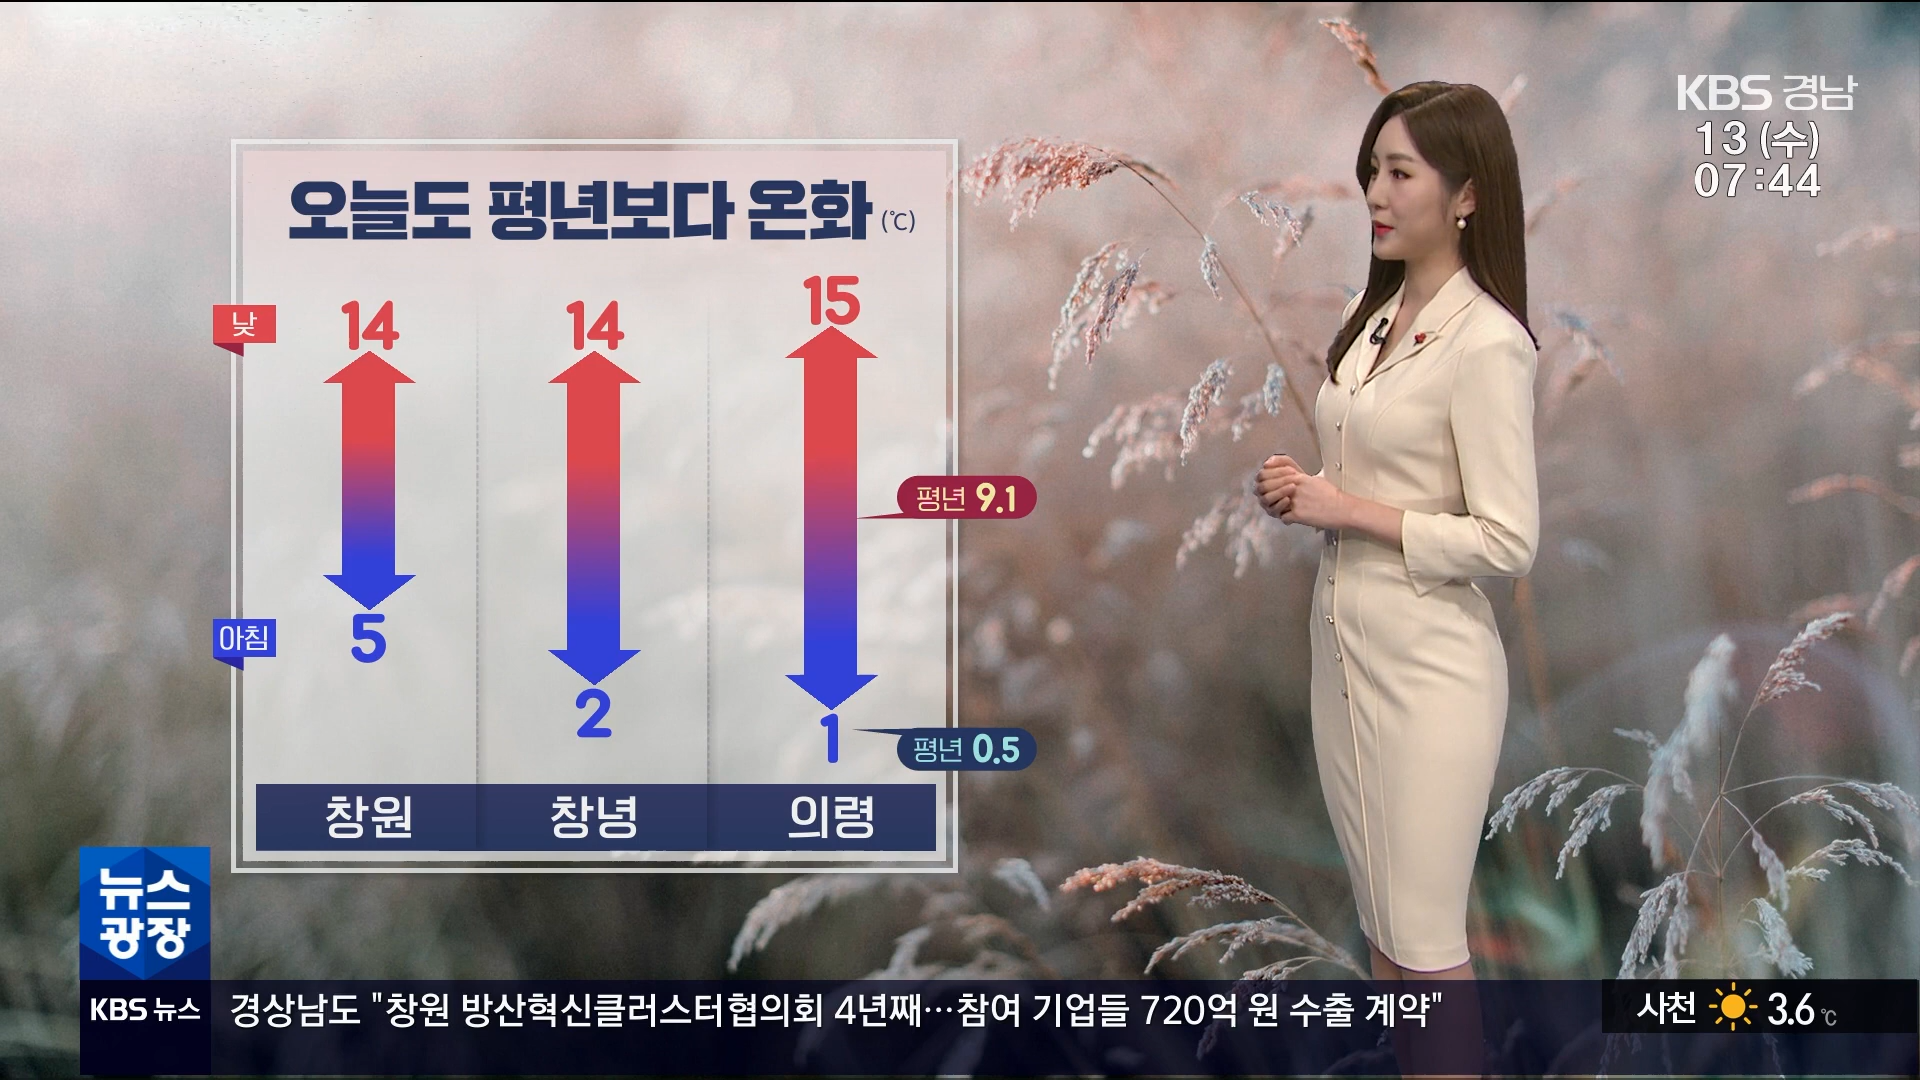 KBS 경남
13 (수)
07:44
오늘도 평년보다 온화 (℃)
낮
14
14
15
평년 9.1
아침
5
2
1
평년 0.5
창원
창녕
의령
뉴스
광장
KBS 뉴스
경상남도 "창원 방산혁신클러스터협의회 4년째…참여 기업들 720억 원 수출 계약"
사천 3.6 ℃